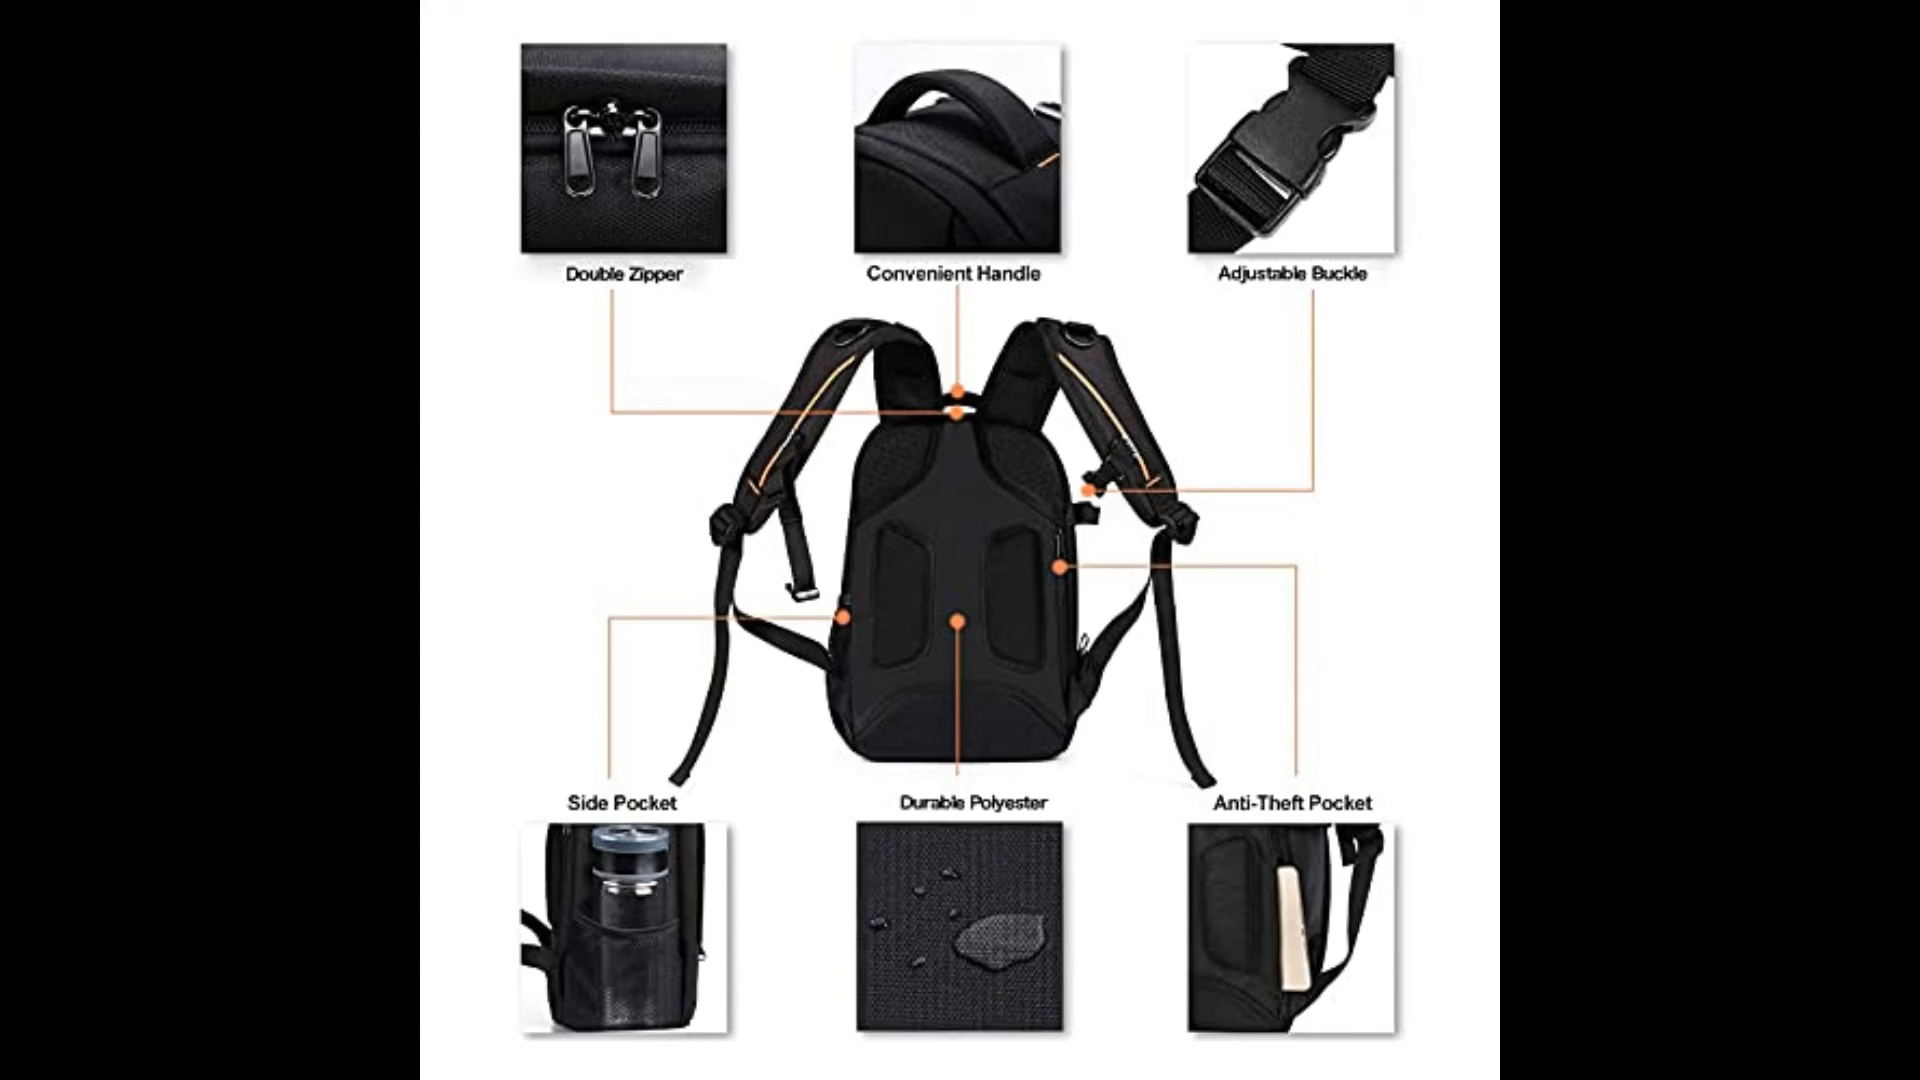 Double Zipper
Convenient Handle
Adjustable Buckle
Side Pocket
Durable Polyester
Anti-Theft Pocket